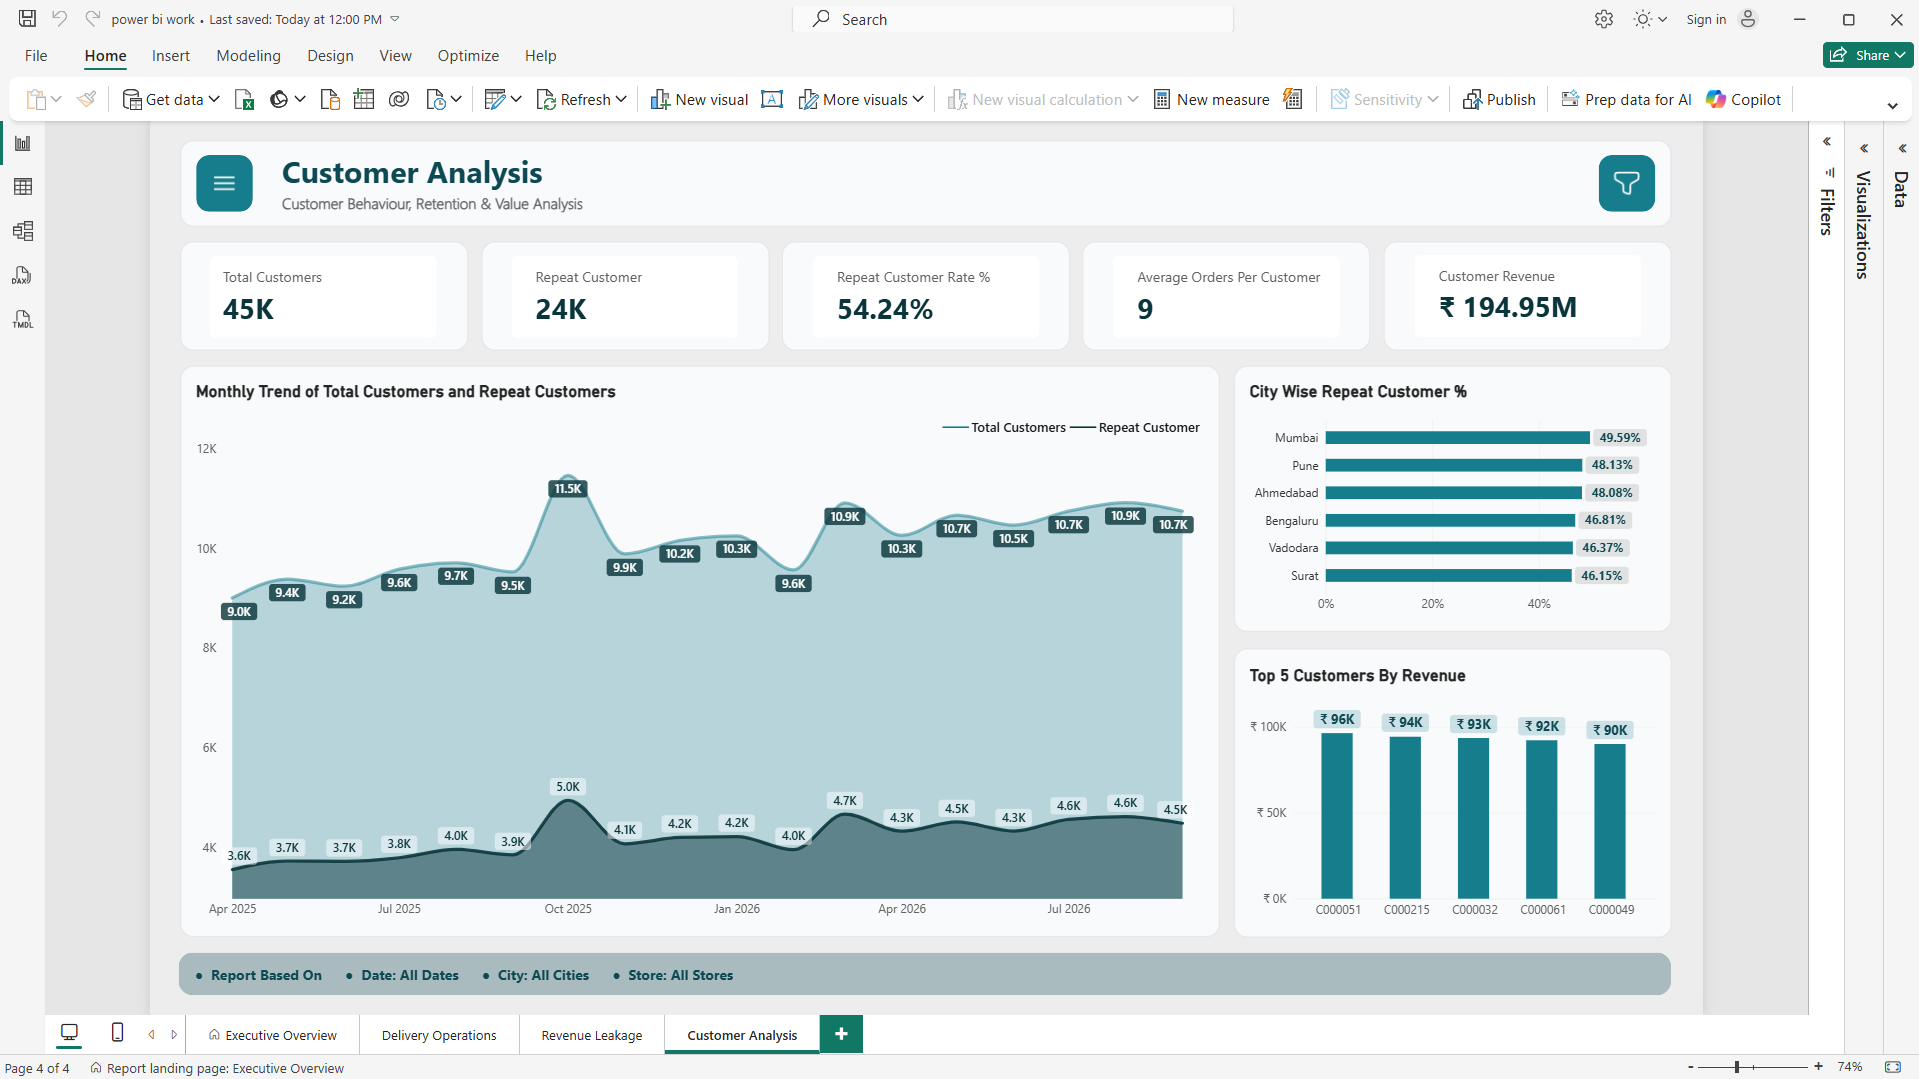 power bi work • Last saved: Today at 12:00 PM
Search
Sign in
File Home Insert Modeling Design View Optimize Help
Share
Get data
Refresh
New visual
More visuals
New visual calculation
New measure
Sensitivity
Publish
Prep data for AI
Copilot
DAX
TMDL
Customer Analysis
Customer Behaviour, Retention & Value Analysis
Filters
Visualizations
Data
Total Customers
45K
Repeat Customer
24K
Repeat Customer Rate %
54.24%
Average Orders Per Customer
9
Customer Revenue
₹ 194.95M
Monthly Trend of Total Customers and Repeat Customers
Total Customers Repeat Customer
12K
10K
8K
6K
4K
9.0K 9.4K 9.2K 9.6K 9.7K 9.5K 11.5K 9.9K 10.2K 10.3K 9.6K 10.9K 10.3K 10.7K 10.5K 10.7K 10.9K 10.7K
3.6K 3.7K 3.7K 3.8K 4.0K 3.9K 5.0K 4.1K 4.2K 4.2K 4.0K 4.7K 4.3K 4.5K 4.3K 4.6K 4.6K 4.5K
Apr 2025 Jul 2025 Oct 2025 Jan 2026 Apr 2026 Jul 2026
City Wise Repeat Customer %
Mumbai 49.59%
Pune 48.13%
Ahmedabad 48.08%
Bengaluru 46.81%
Vadodara 46.37%
Surat 46.15%
0% 20% 40%
Top 5 Customers By Revenue
₹ 100K
₹ 50K
₹ 0K
₹ 96K ₹ 94K ₹ 93K ₹ 92K ₹ 90K
C000051 C000215 C000032 C000061 C000049
• Report Based On • Date: All Dates • City: All Cities • Store: All Stores
Executive Overview
Delivery Operations
Revenue Leakage
Customer Analysis
+
Page 4 of 4
Report landing page: Executive Overview
- + 74%